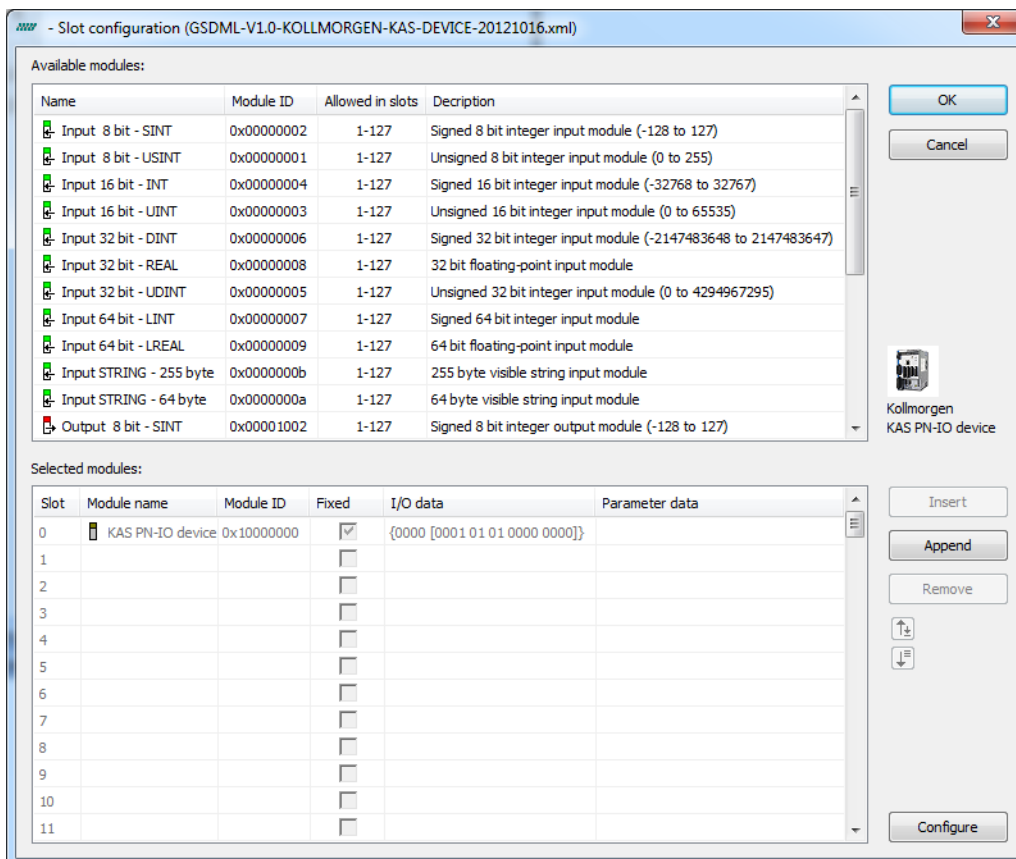 - Slot configuration (GSDML-V1.0-KOLLMORGEN-KAS-DEVICE-20121016.xml)
Available modules:
Name Module ID Allowed in slots Decription
Input 8 bit - SINT 0x00000002 1-127 Signed 8 bit integer input module (-128 to 127)
Input 8 bit - USINT 0x00000001 1-127 Unsigned 8 bit integer input module (0 to 255)
Input 16 bit - INT 0x00000004 1-127 Signed 16 bit integer input module (-32768 to 32767)
Input 16 bit - UINT 0x00000003 1-127 Unsigned 16 bit integer input module (0 to 65535)
Input 32 bit - DINT 0x00000006 1-127 Signed 32 bit integer input module (-2147483648 to 2147483647)
Input 32 bit - REAL 0x00000008 1-127 32 bit floating-point input module
Input 32 bit - UDINT 0x00000005 1-127 Unsigned 32 bit integer input module (0 to 4294967295)
Input 64 bit - LINT 0x00000007 1-127 Signed 64 bit integer input module
Input 64 bit - LREAL 0x00000009 1-127 64 bit floating-point input module
Input STRING - 255 byte 0x0000000b 1-127 255 byte visible string input module
Input STRING - 64 byte 0x0000000a 1-127 64 byte visible string input module
Output 8 bit - SINT 0x00001002 1-127 Signed 8 bit integer output module (-128 to 127)
OK
Cancel
Kollmorgen
KAS PN-IO device
Selected modules:
Slot Module name Module ID Fixed I/O data Parameter data
0 KAS PN-IO device 0x10000000 {0000 [0001 01 01 0000 0000]}
1
2
3
4
5
6
7
8
9
10
11
Insert
Append
Remove
Configure